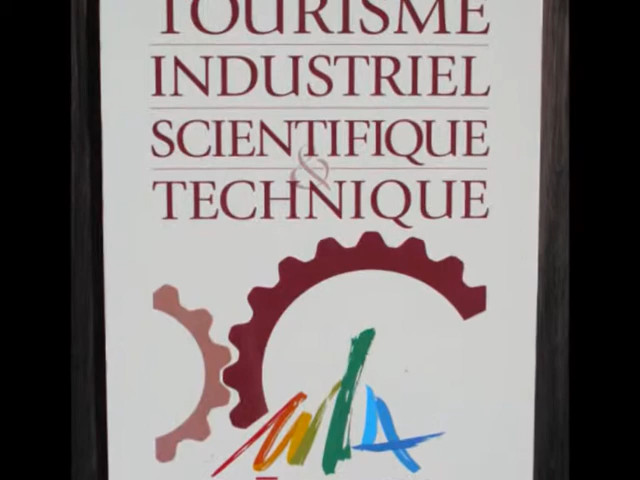 TOURISME
INDUSTRIEL
SCIENTIFIQUE
&
TECHNIQUE